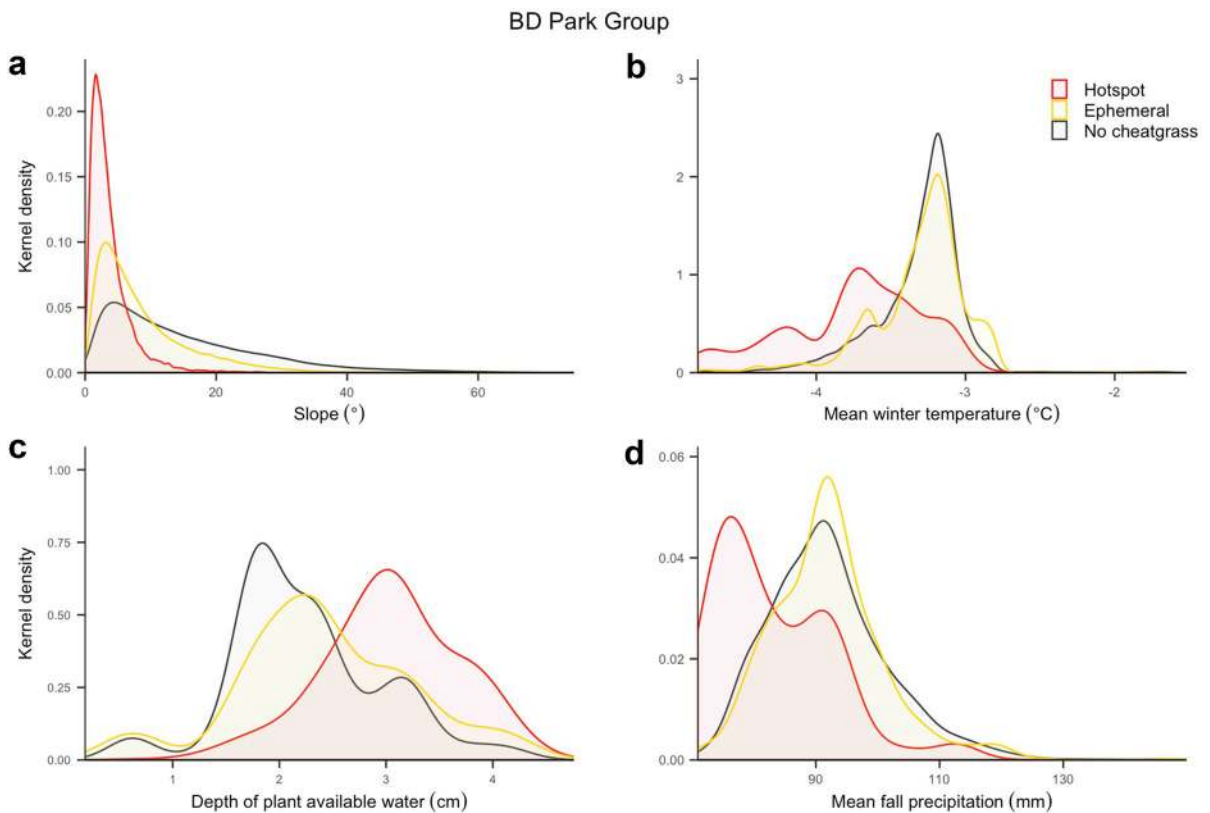 BD Park Group
a
Kernel density
0.20
0.15
0.10
0.05
0.00
0
20
40
60
Slope (°)
b
3
2
1
0
-4
-3
-2
Mean winter temperature (°C)
Hotspot
Ephemeral
No cheatgrass
c
Kernel density
1.00
0.75
0.50
0.25
0.00
1
2
3
4
Depth of plant available water (cm)
d
0.06
0.04
0.02
0.00
90
110
130
Mean fall precipitation (mm)